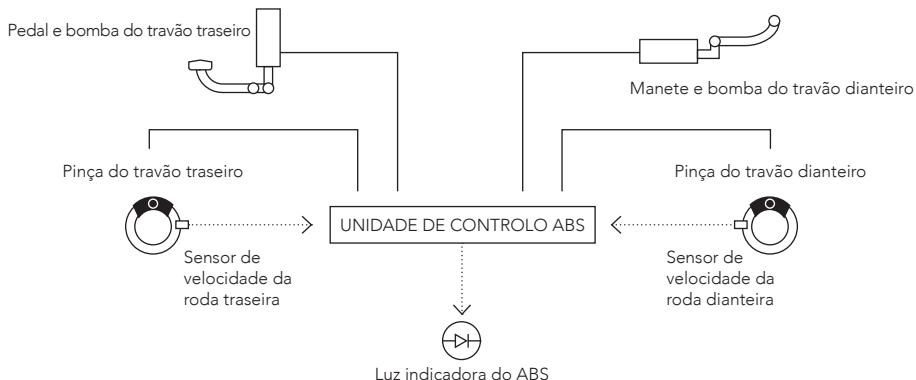 Pedal e bomba do travão traseiro
Manete e bomba do travão dianteiro
Pinça do travão traseiro
Pinça do travão dianteiro
UNIDADE DE CONTROLO ABS
Sensor de
velocidade da
roda traseira
Sensor de
velocidade da
roda dianteira
Luz indicadora do ABS